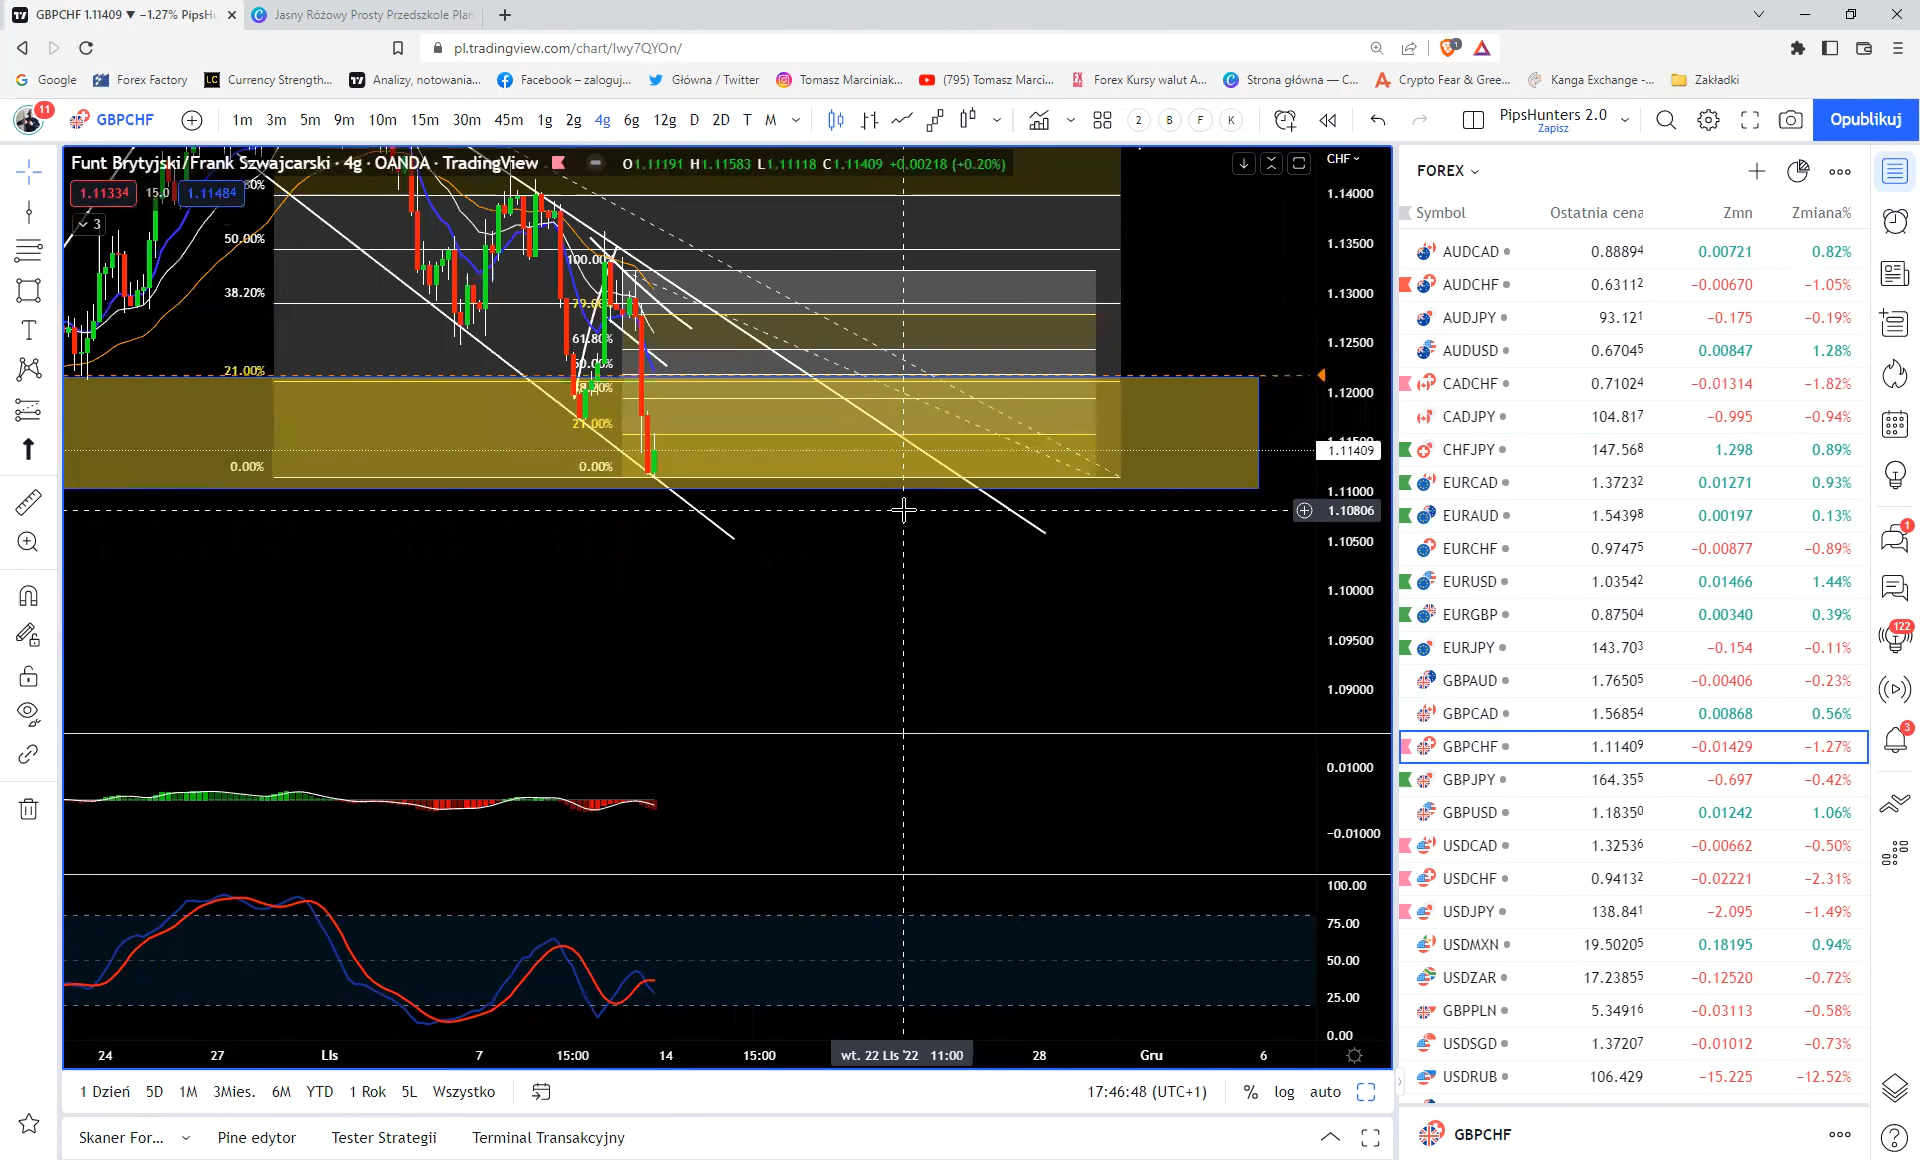 GBPCHF 1.11409 ▼ −1.27% PipsHu
Jasny Różowy Prosty Przedszkole Plan
pl.tradingview.com/chart/lwy7QYOn/
Google
Forex Factory
Currency Strength...
Analizy, notowania...
Facebook – zaloguj...
Główna / Twitter
Tomasz Marciniak...
(795) Tomasz Marci...
Forex Kursy walut A...
Strona główna — C...
Crypto Fear & Gree...
Kanga Exchange -...
Zakładki
11
GBPCHF
1m 3m 5m 9m 10m 15m 30m 45m 1g 2g 4g 6g 12g D 2D T M
2 B F K
PipsHunters 2.0
Zapisz
Opublikuj
Funt Brytyjski/Frank Szwajcarski · 4g · OANDA · TradingView
O1.11191 H1.11583 L1.11118 C1.11409 +0.00218 (+0.20%)
CHF
1.11334 15.0 1.11484
3
50.00%
38.20%
21.00%
0.00%
61.80%
21.00%
0.00%
1.14000
1.13500
1.13000
1.12500
1.12000
1.11409
1.11000
1.10806
1.10500
1.10000
1.09500
1.09000
0.01000
−0.01000
100.00
75.00
50.00
25.00
0.00
24 27 Lis 7 15:00 14 15:00 wt. 22 Lis '22 11:00 28 Gru 6
1 Dzień 5D 1M 3Mies. 6M YTD 1 Rok 5L Wszystko
17:46:48 (UTC+1) % log auto
Skaner For... Pine edytor Tester Strategii Terminal Transakcyjny
FOREX
Symbol Ostatnia cena Zmn Zmiana%
AUDCAD 0.88894 0.00721 0.82%
AUDCHF 0.63112 −0.00670 −1.05%
AUDJPY 93.121 −0.175 −0.19%
AUDUSD 0.67045 0.00847 1.28%
CADCHF 0.71024 −0.01314 −1.82%
CADJPY 104.817 −0.995 −0.94%
CHFJPY 147.568 1.298 0.89%
EURCAD 1.37232 0.01271 0.93%
EURAUD 1.54398 0.00197 0.13%
EURCHF 0.97475 −0.00877 −0.89%
EURUSD 1.03542 0.01466 1.44%
EURGBP 0.87504 0.00340 0.39%
EURJPY 143.703 −0.154 −0.11%
GBPAUD 1.76505 −0.00406 −0.23%
GBPCAD 1.56854 0.00868 0.56%
GBPCHF 1.11409 −0.01429 −1.27%
GBPJPY 164.355 −0.697 −0.42%
GBPUSD 1.18350 0.01242 1.06%
USDCAD 1.32536 −0.00662 −0.50%
USDCHF 0.94132 −0.02221 −2.31%
USDJPY 138.841 −2.095 −1.49%
USDMXN 19.50205 0.18195 0.94%
USDZAR 17.23855 −0.12520 −0.72%
GBPPLN 5.34916 −0.03113 −0.58%
USDSGD 1.37207 −0.01012 −0.73%
USDRUB 106.429 −15.225 −12.52%
GBPCHF
1
122
3